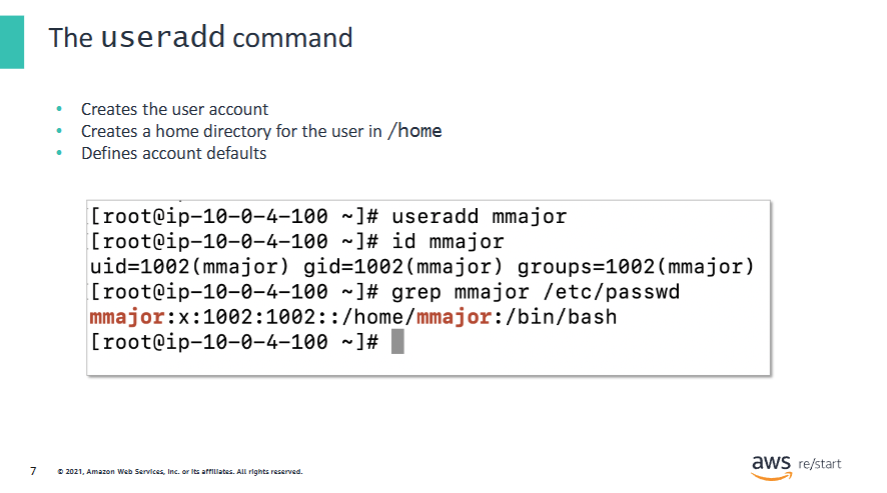 The useradd command
• Creates the user account
• Creates a home directory for the user in /home
• Defines account defaults
[root@ip-10-0-4-100 ~]# useradd mmajor
[root@ip-10-0-4-100 ~]# id mmajor
uid=1002(mmajor) gid=1002(mmajor) groups=1002(mmajor)
[root@ip-10-0-4-100 ~]# grep mmajor /etc/passwd
mmajor:x:1002:1002::/home/mmajor:/bin/bash
[root@ip-10-0-4-100 ~]#
7 © 2021, Amazon Web Services, Inc. or its affiliates. All rights reserved.
aws re/start